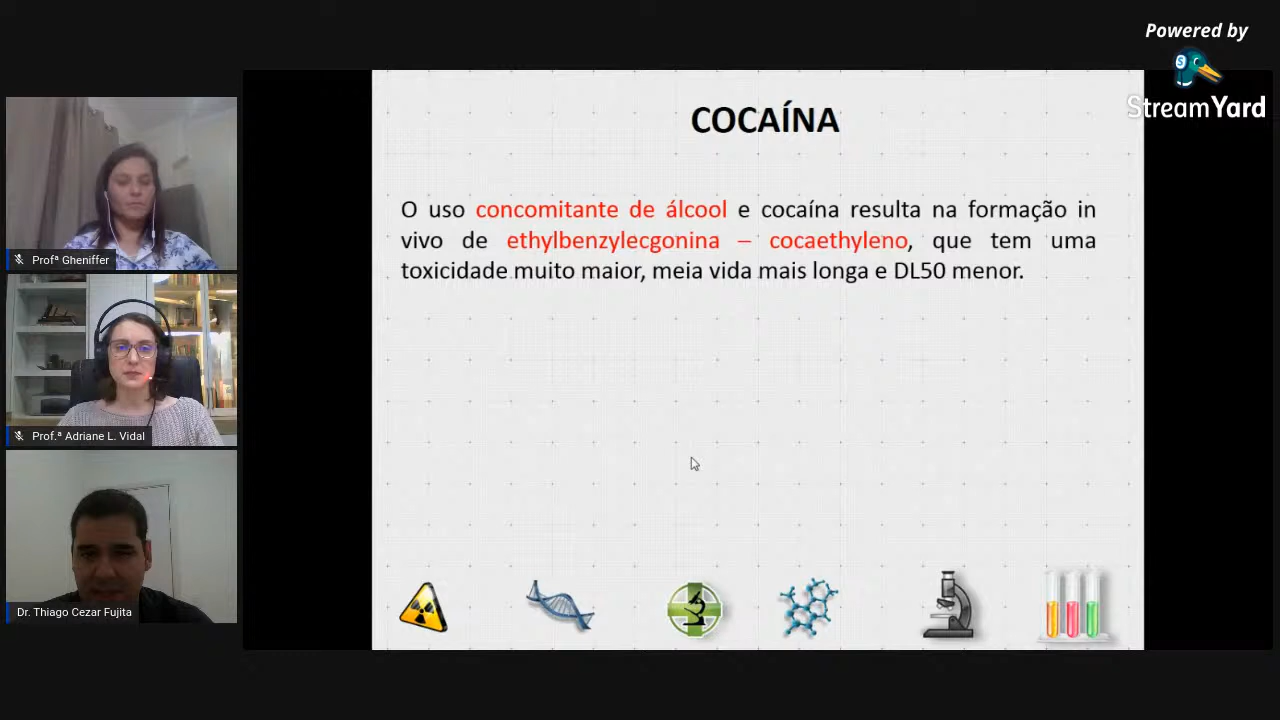 Powered by
StreamYard
COCAÍNA
O uso concomitante de álcool e cocaína resulta na formação in
vivo de ethylbenzylecgonina – cocaethyleno, que tem uma
toxicidade muito maior, meia vida mais longa e DL50 menor.
Profª Gheniffer
Prof.ª Adriane L. Vidal
Dr. Thiago Cezar Fujita